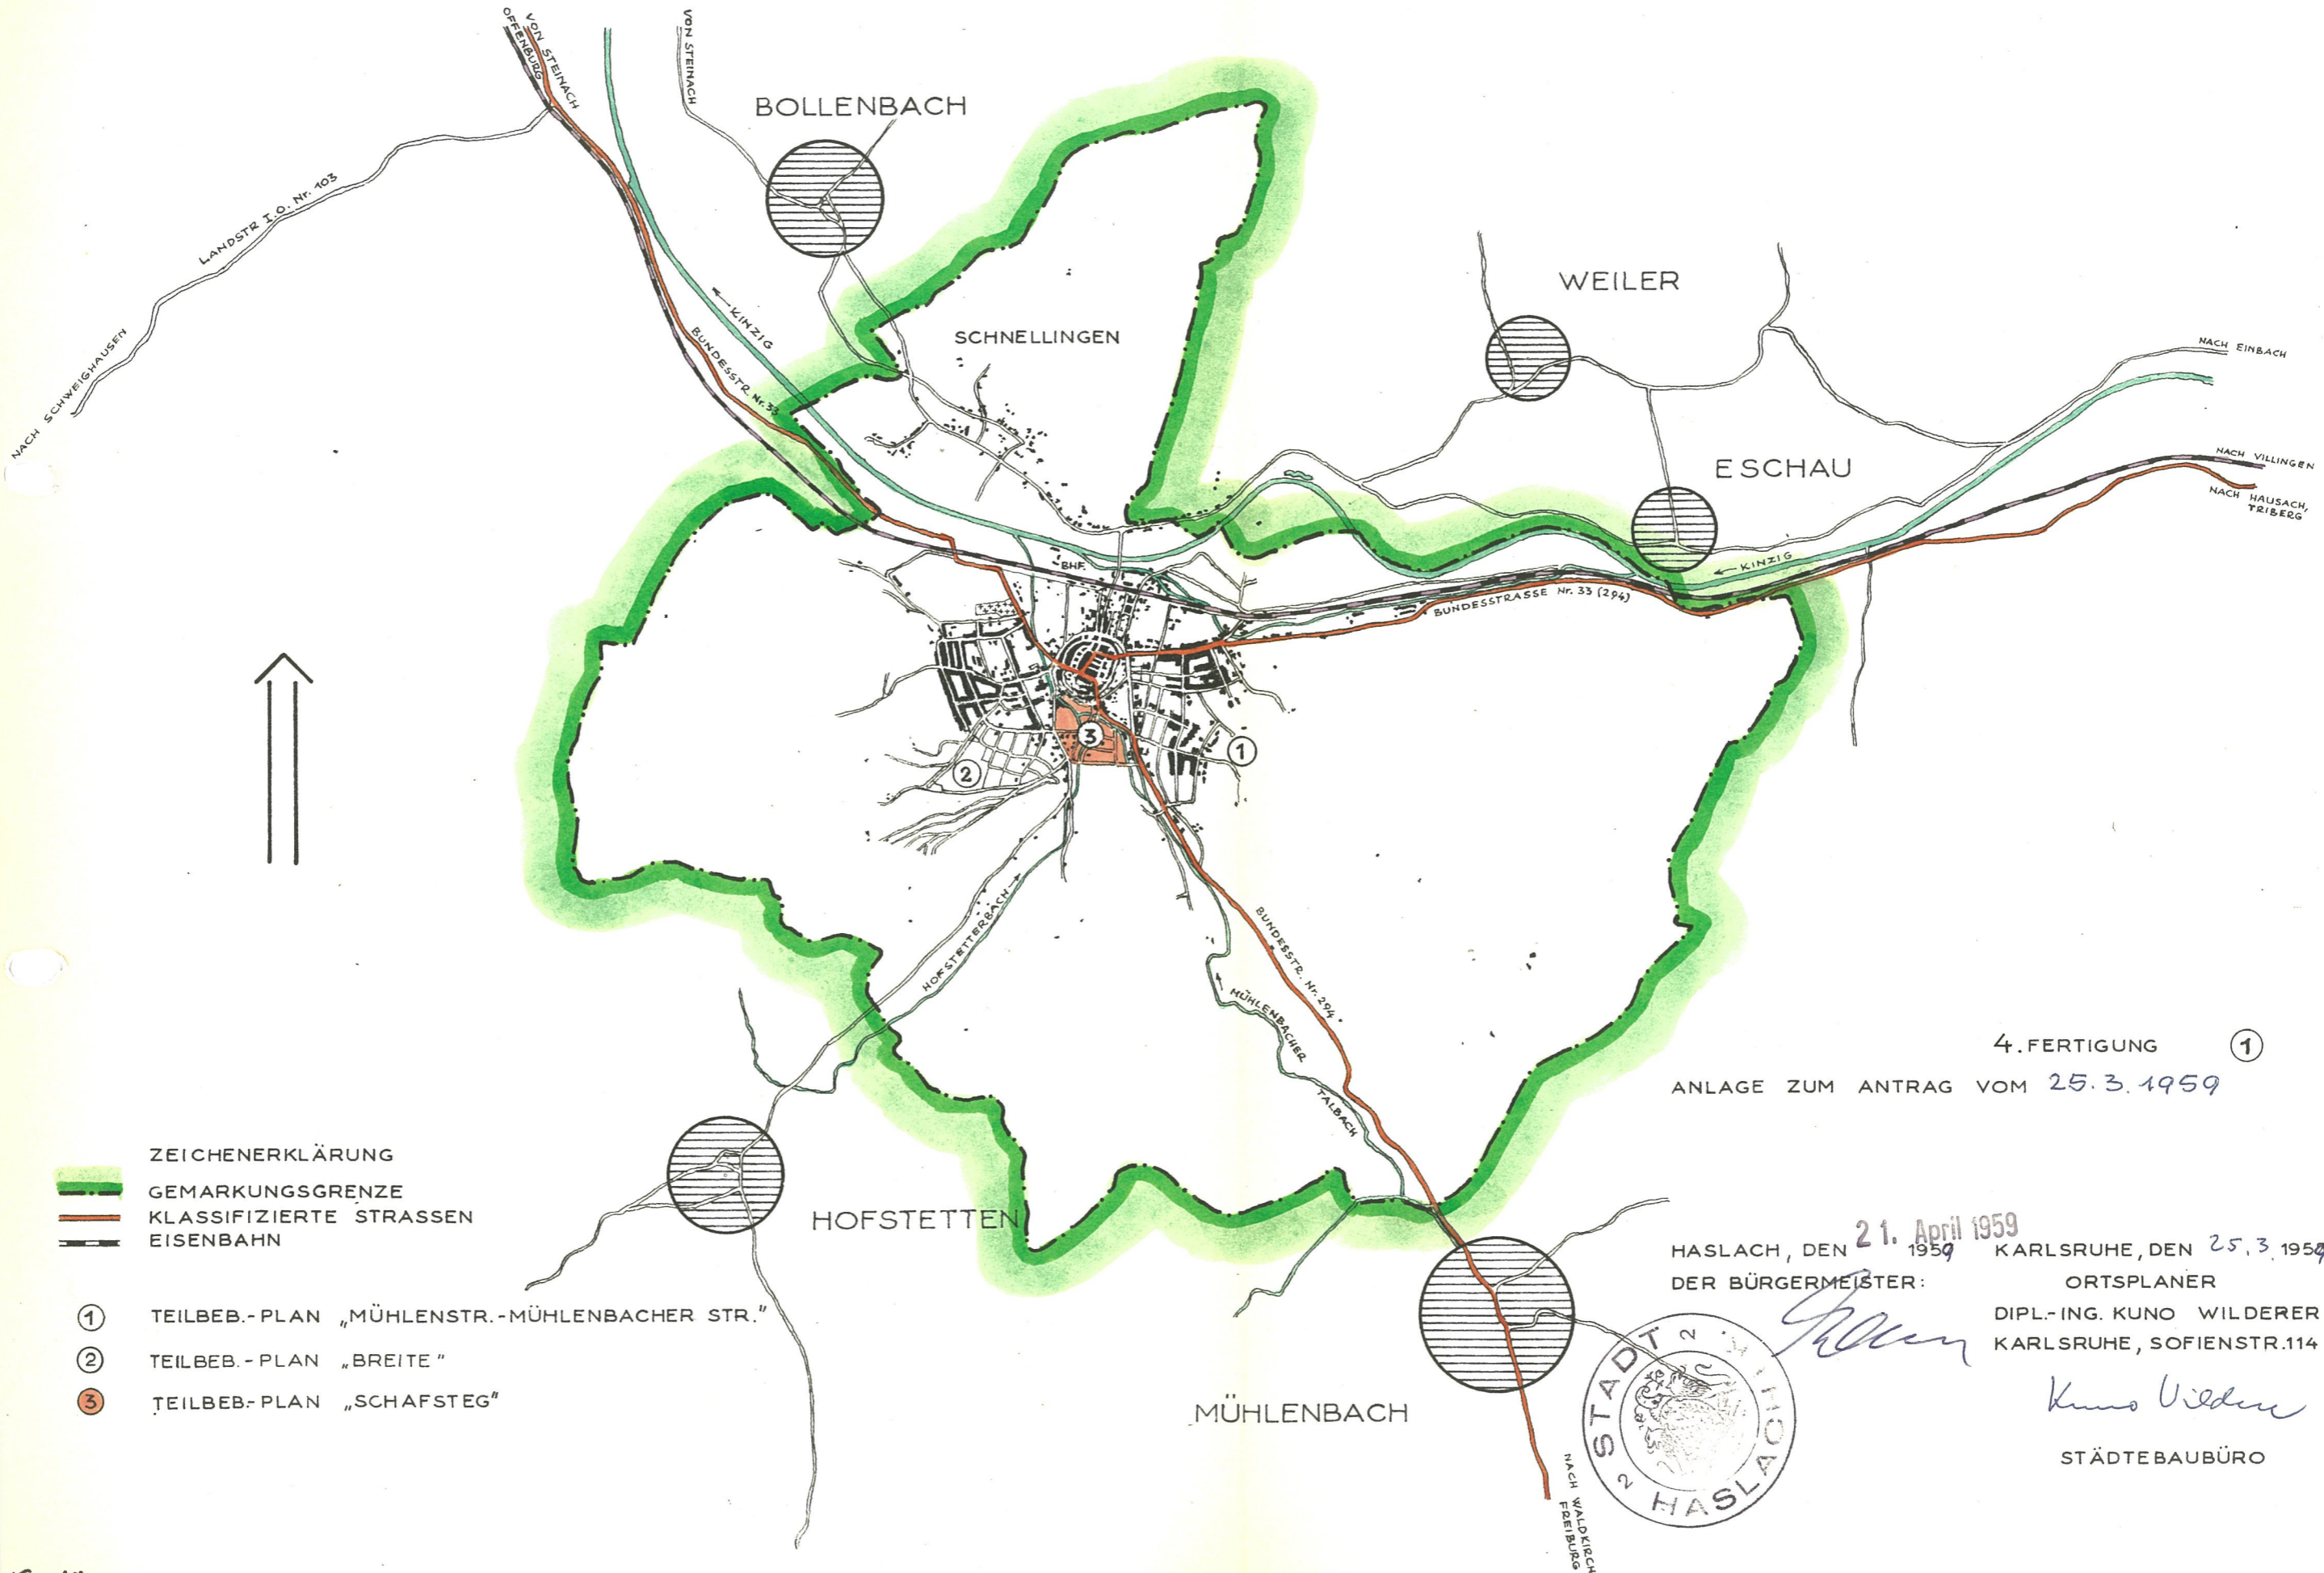 VON STEINACH
OFFENBURG
VON STEINACH
BOLLENBACH
LANDSTR I.O. Nr. 103
NACH SCHWEIGHAUSEN
← KINZIG
BUNDESSTR. Nr. 33
SCHNELLINGEN
WEILER
ESCHAU
NACH EINBACH
NACH VILLINGEN
NACH HAUSACH,
TRIBERG
← KINZIG
BHF.
BUNDESSTRASSE Nr. 33 (294)
3
1
2
HOFSTETTERBACH →
BUNDESSTR. Nr. 294
← MÜHLENBACHER
TALBACH
HOFSTETTEN
MÜHLENBACH
NACH WALDKIRCH
FREIBURG
4. FERTIGUNG 1
ANLAGE ZUM ANTRAG VOM 25.3.1959
ZEICHENERKLÄRUNG
GEMARKUNGSGRENZE
KLASSIFIZIERTE STRASSEN
EISENBAHN
1 TEILBEB.-PLAN „MÜHLENSTR.-MÜHLENBACHER STR."
2 TEILBEB.-PLAN „BREITE"
3 TEILBEB.-PLAN „SCHAFSTEG"
HASLACH, DEN 21. April 1959 1959
DER BÜRGERMEISTER:
KARLSRUHE, DEN 25.3.1959
ORTSPLANER
DIPL.-ING. KUNO WILDERER
KARLSRUHE, SOFIENSTR.114
STÄDTEBAUBÜRO
2 STADT 2
HASLACH i.K.